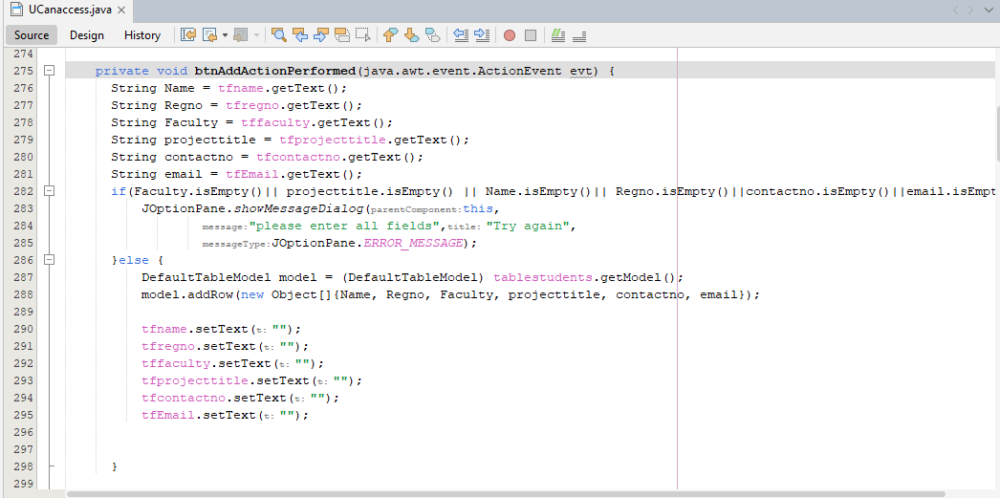 UCanaccess.java ×
Source Design History
274
275 private void btnAddActionPerformed(java.awt.event.ActionEvent evt) {
276 String Name = tfname.getText();
277 String Regno = tfregno.getText();
278 String Faculty = tffaculty.getText();
279 String projecttitle = tfprojecttitle.getText();
280 String contactno = tfcontactno.getText();
281 String email = tfEmail.getText();
282 if(Faculty.isEmpty()|| projecttitle.isEmpty() || Name.isEmpty()|| Regno.isEmpty()||contactno.isEmpty()||email.isEmpt
283 JOptionPane.showMessageDialog(parentComponent:this,
284 message:"please enter all fields",title: "Try again",
285 messageType:JOptionPane.ERROR_MESSAGE);
286 }else {
287 DefaultTableModel model = (DefaultTableModel) tablestudents.getModel();
288 model.addRow(new Object[]{Name, Regno, Faculty, projecttitle, contactno, email});
289
290 tfname.setText(t: "");
291 tfregno.setText(t: "");
292 tffaculty.setText(t: "");
293 tfprojecttitle.setText(t: "");
294 tfcontactno.setText(t: "");
295 tfEmail.setText(t: "");
296
297
298 }
299